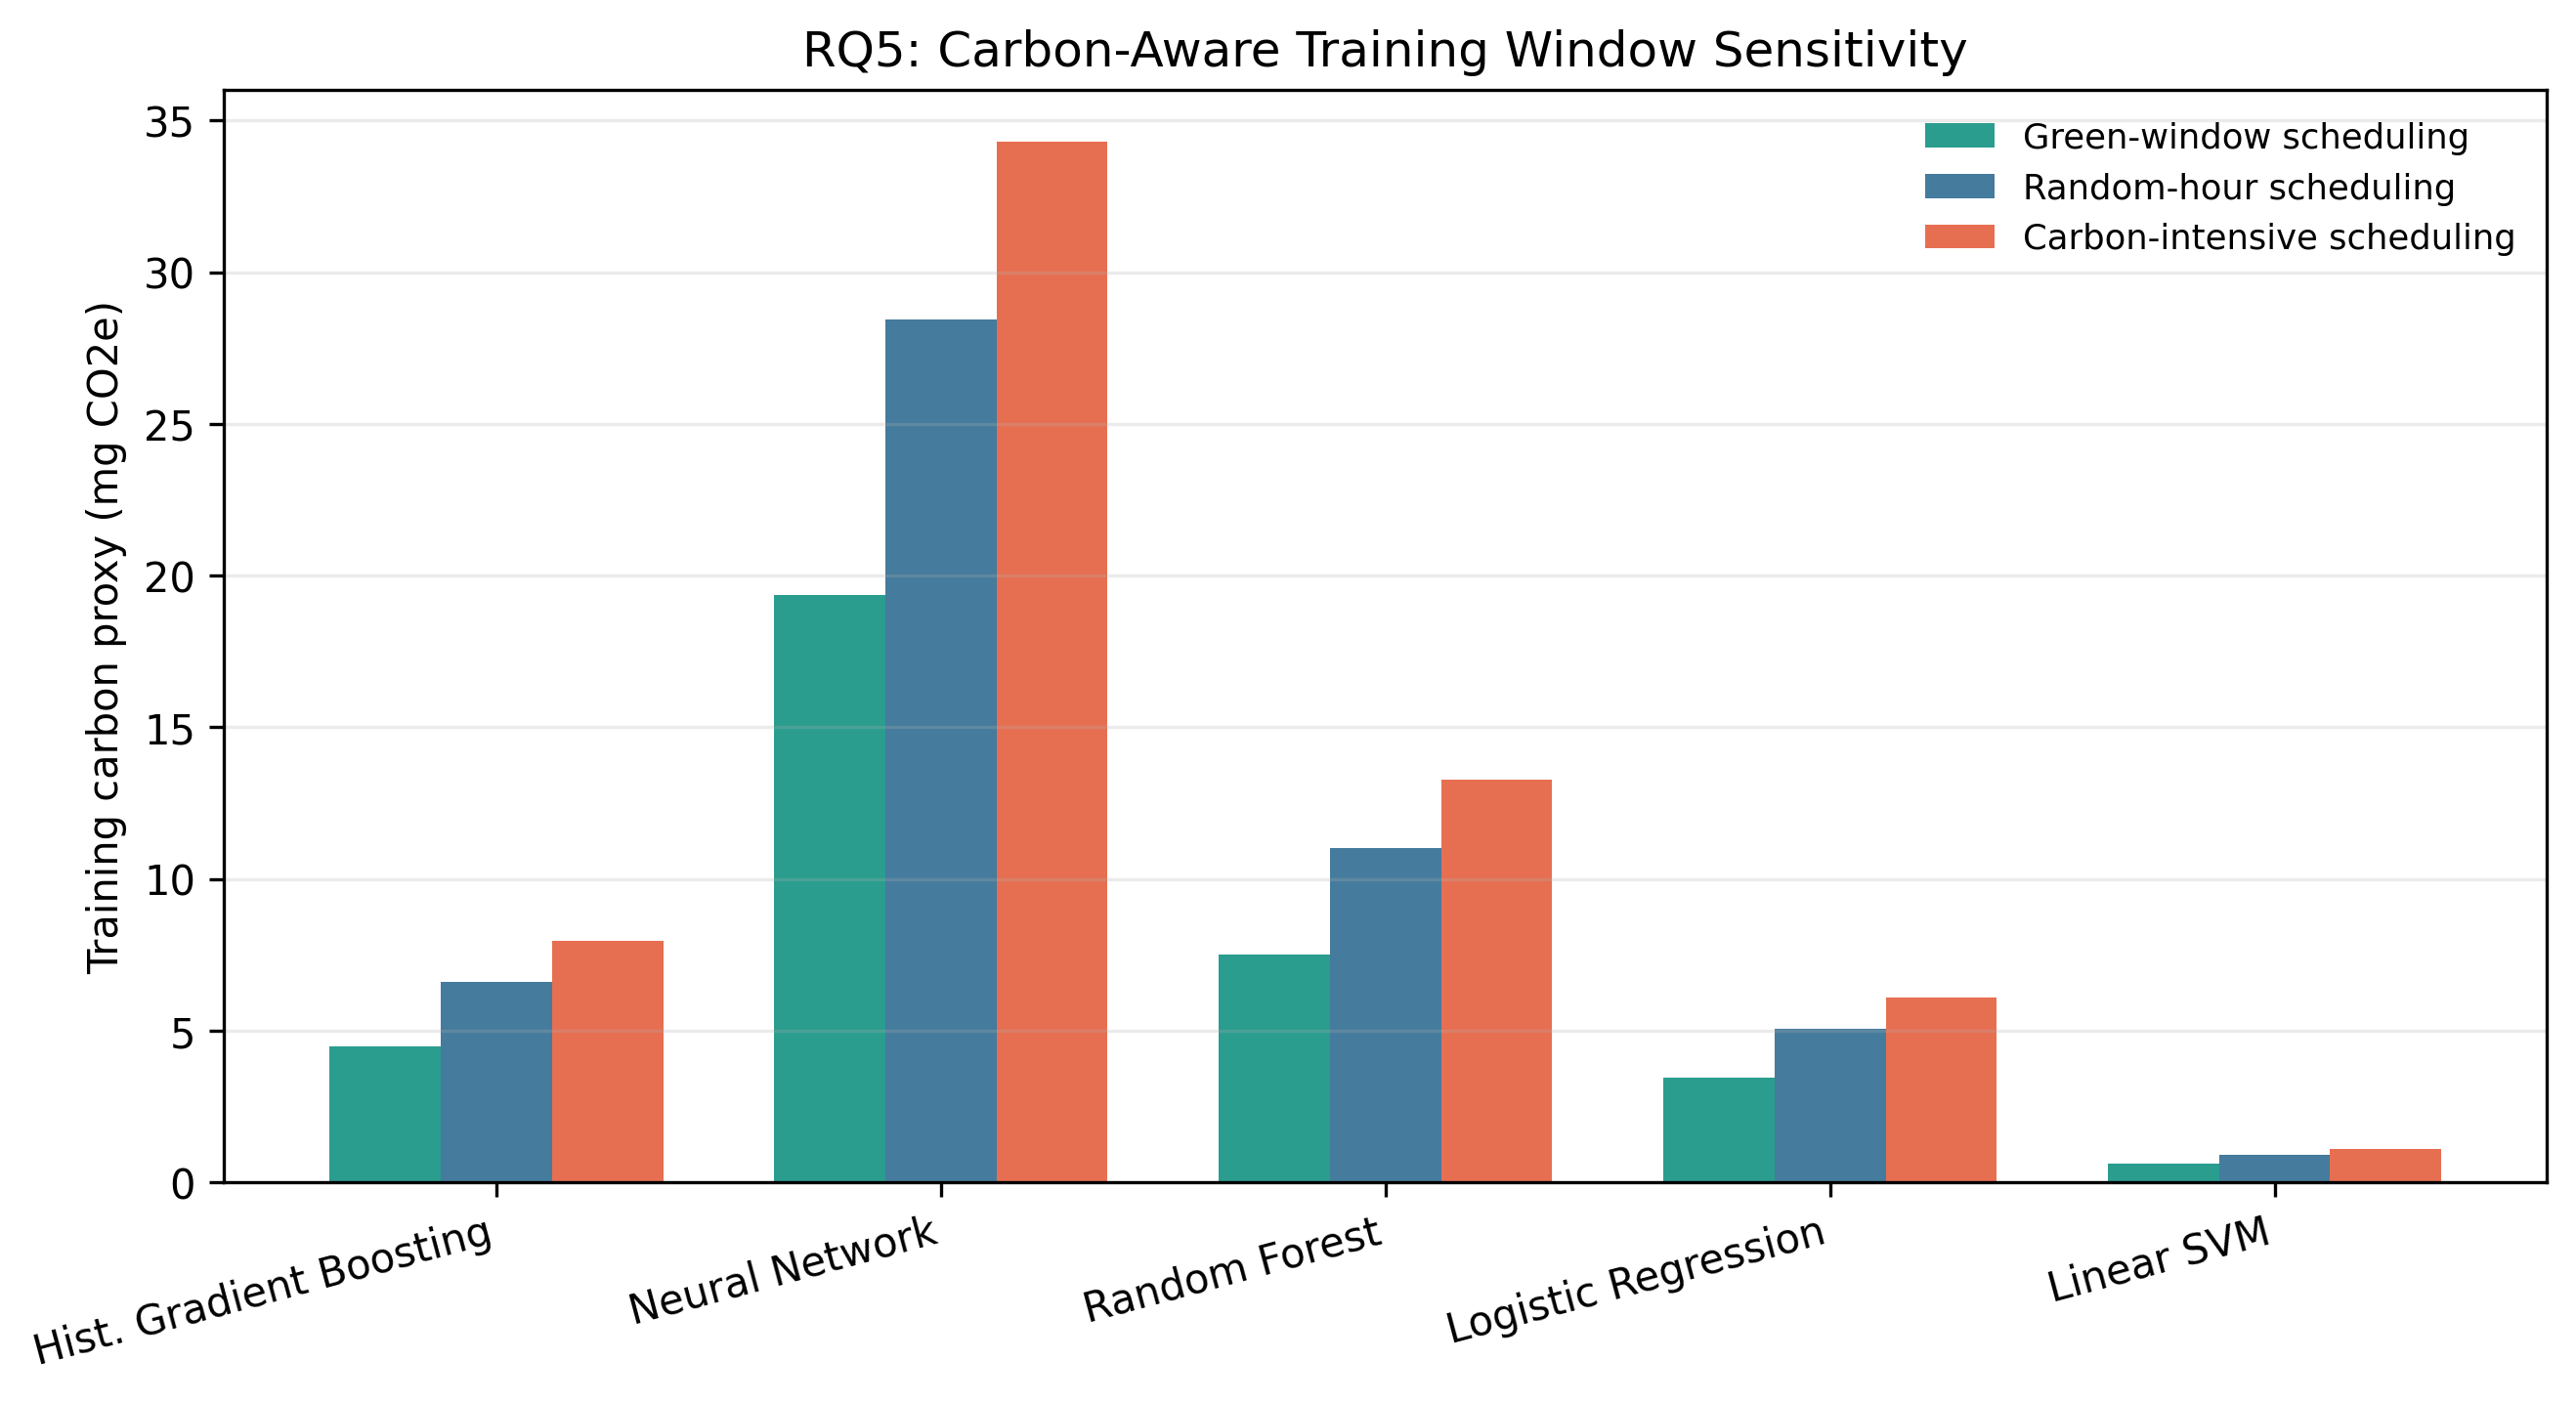 RQ5: Carbon-Aware Training Window Sensitivity
Green-window scheduling
Random-hour scheduling
Carbon-intensive scheduling
Training carbon proxy (mg CO2e)
35
30
25
20
15
10
5
0
Hist. Gradient Boosting
Neural Network
Random Forest
Logistic Regression
Linear SVM